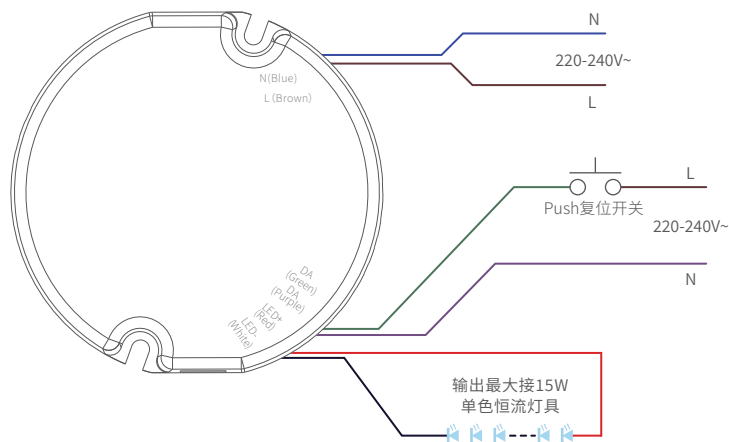 N
220-240V~
L
N(Blue)
L (Brown)
L
Push复位开关
220-240V~
N
DA
(Green)
DA
(Purple)
LED+
(Red)
LED-
(White)
输出最大接15W
单色恒流灯具